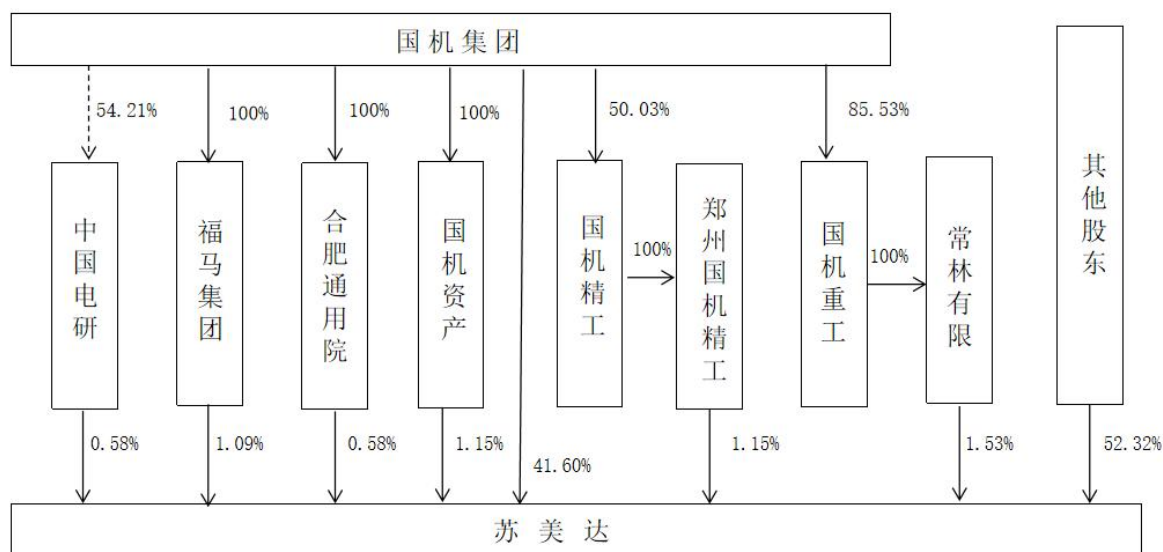 国机集团
54.21%
100%
100%
100%
50.03%
85.53%
中国电研
福马集团
合肥通用院
国机资产
国机精工
100%
郑州国机精工
国机重工
100%
常林有限
其他股东
0.58%
1.09%
0.58%
1.15%
41.60%
1.15%
1.53%
52.32%
苏美达